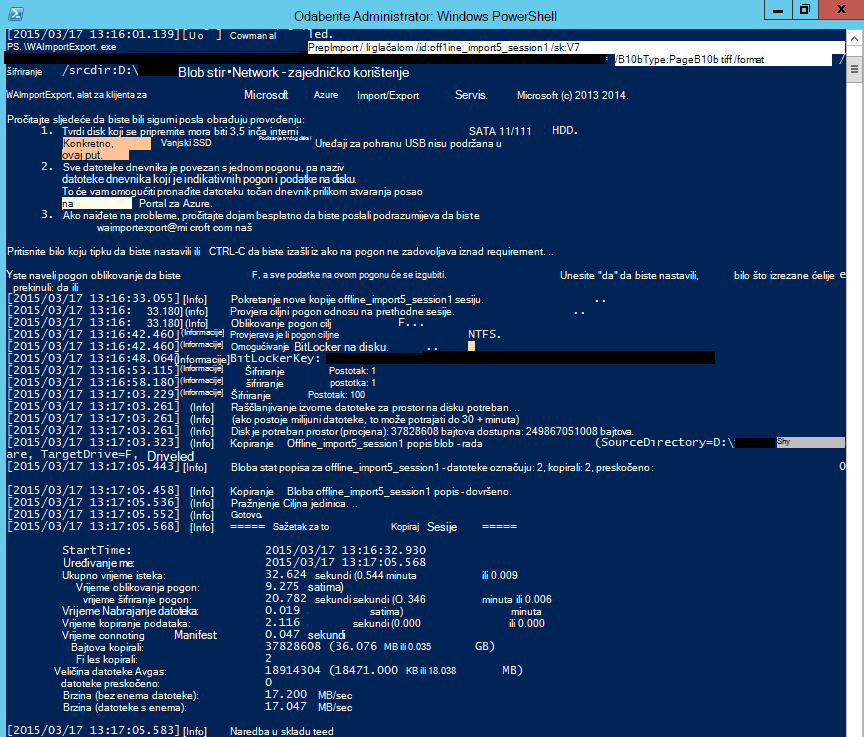 Odaberite Administrator: Windows PowerShell
[2015/03/17 13:16:01.139][Uo ] Cowmanal led.
PS. \WAImportExport. exe PrepImport / li glačalom /id:off1ine_import5_session1 /sk:V7
/B10bType:PageB10b tiff /format /
šifriranje /srcdir:D:\ Blob stir•Network - zajedničko korištenje
WAImportExport, alat za klijenta za Microsoft Azure Import/Export Servis. Microsoft (c) 2013 2014.
Pročitajte sljedeće da biste bili sigurni posla obrađuju provođenju:
1. Tvrdi disk koji se pripremite mora biti 3,5 inča interni SATA 11/111 HDD.
Konkretno, Vanjski SSD Uređaji za pohranu USB nisu podržana u
ovaj put.
2. Sve datoteke dnevnika je povezan s jednom pogonu, pa naziv
datoteke dnevnika koji je indikativnih pogon i podatke na disku.
To će vam omogućiti pronađite datoteku točan dnevnik prilikom stvaranja posao
na Portal za Azure.
3. Ako naiđete na probleme, pročitajte dojam besplatno da biste poslali podrazumijeva da biste
waimportexport@mi croft com naš
Pritisnite bilo koju tipku da biste nastavili ili CTRL-C da biste izašli iz ako na pogon ne zadovoljava iznad requirement. ..
Yste naveli pogon oblikovanje da biste F, a sve podatke na ovom pogonu će se izgubiti. Unesite "da" da biste nastavili, bilo što izrezane ćelije e
prekinuli: da ili
[2015/03/17 13:16:33.055] [Info] Pokretanje nove kopije offline_import5_session1 sesiju. ..
[2015/03/17 13:16: 33.180] (info) Provjera ciljni pogon odnosu na prethodne sesije. ..
[2015/03/17 13:16: 33.180] (Info) Oblikovanje pogon cilj F...
[2015/03/17 13:16:42.460] [Informacije] Provjerava je li pogon ciljne NTFS.
[2015/03/17 13:16:42.460] (Informacije) Omogućivanje BitLocker na disku. ..
[2015/03/17 13:16:48.064] [Informacije] BitLockerKey:
[2015/03/17 13:16:53.115] [Informacije] Šifriranje Postotak: 1
[2015/03/17 13:16:58.180] (Informacije) šifriranje postotka: 1
[2015/03/17 13:17:03.229] [Informacije] Šifriranje Postotak: 100
[2015/03/17 13:17:03.261] (Info) Raščlanjivanje izvorne datoteke za prostor na disku potreban. ..
[2015/03/17 13:17:03.261] (Info) (ako postoje milijuni datoteke, to može potrajati do 30 + minuta)
[2015/03/17 13:17:03.261] (Info) Disk je potreban prostor (procjena): 37828608 bajtova dostupna: 249867051008 bajtova.
[2015/03/17 13:17:03.323] [Info] Kopiranje Offline_import5_session1 popis blob - rada (SourceDirectory=D:\ Shy
are, TargetDrive=F, Driveled
[2015/03/17 13:17:05.443] [Info] Bloba stat popisa za offline_import5_session1 - datoteke označuju: 2, kopirali: 2, preskočeno: 0
[2015/03/17 13:17:05.458] [Info] Kopiranje Bloba offline_import5_session1 popis - dovršeno.
[2015/03/17 13:17:05.536] (Info) Pražnjenje Ciljna jedinica. ..
[2015/03/17 13:17:05.552] (Info) Gotovo.
[2015/03/17 13:17:05.568] [Info] ===== Sažetak za to Kopiraj Sesije =====
StartTime: 2015/03/17 13:16:32.930
Uređivanje me: 2015/03/17 13:17:05.568
Ukupno vrijeme isteka: 32.624 sekundi (0.544 minuta ili 0.009
Vrijeme oblikovanja pogon: 9.275 satima)
vrijeme šifriranje pogon: 20.782 sekundi sekundi (O. 346 minuta ili 0.006
Vrijeme Nabrajanje datoteka: 0.019 satima) minuta
Vrijeme kopiranje podataka: 2.116 sekundi (0.000 ili 0.000
Vrijeme connoting Manifest 0.047 sekundi
Bajtova kopirali: 37828608 (36.076 MB ili 0.035 GB)
Fi les kopirali: 2
Veličina datoteke Avgas: 18914304 (18471.000 KB ili 18.038 MB)
datoteke preskočeno: 0
Brzina (bez enema datoteke): 17.200 MB/sec
Brzina (datoteke s enema): 17.047 MB/sec
[2015/03/17 13:17:05.583] [Info] Naredba u skladu teed